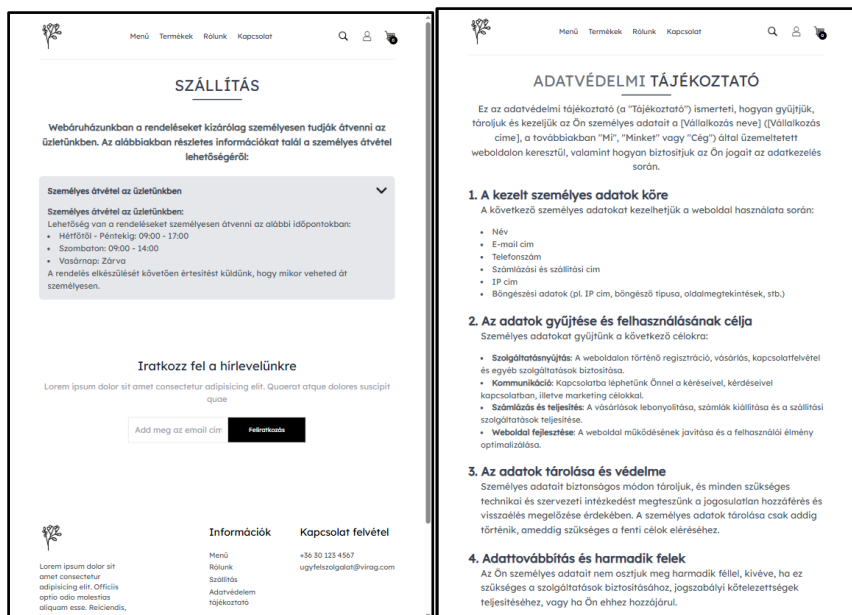 Menü Termékek Rólunk Kapcsolat
0
SZÁLLÍTÁS
Webáruházunkban a rendeléseket kizárólag személyesen tudják átvenni az
üzletünkben. Az alábbiakban részletes információkat talál a személyes átvétel
lehetőségéről:
Személyes átvétel az üzletünkben
Személyes átvétel az üzletünkben:
Lehetőség van a rendeléseket személyesen átvenni az alábbi időpontokban:
• Hétfőtől - Péntekig: 09:00 - 17:00
• Szombaton: 09:00 - 14:00
• Vasárnap: Zárva
A rendelés elkészülését követően értesítést küldünk, hogy mikor veheted át
személyesen.
Iratkozz fel a hírlevelünkre
Lorem ipsum dolor sit amet consectetur adipisicing elit. Quaerat atque dolores suscipit
quae
Add meg az email cím
Feliratkozás
Lorem ipsum dolor sit
amet consectetur
adipisicing elit. Officiis
optio odio molestias
aliquam esse. Reiciendis,
Információk
Menü
Rólunk
Szállítás
Adatvédelem
tájékoztató
Kapcsolat felvétel
+36 30 123 4567
ugyfelszolgalat@virag.com
Menü Termékek Rólunk Kapcsolat
0
ADATVÉDELMI TÁJÉKOZTATÓ
Ez az adatvédelmi tájékoztató (a "Tájékoztató") ismerteti, hogyan gyűjtjük,
tároljuk és kezeljük az Ön személyes adatait a [Vállalkozás neve] ([Vállalkozás
címe], a továbbiakban "Mi", "Minket" vagy "Cég") által üzemeltetett
weboldalon keresztül, valamint hogyan biztosítjuk az Ön jogait az adatkezelés
során.
1. A kezelt személyes adatok köre
A következő személyes adatokat kezelhetjük a weboldal használata során:
• Név
• E-mail cím
• Telefonszám
• Számlázási és szállítási cím
• IP cím
• Böngészési adatok (pl. IP cím, böngésző típusa, oldalmegtekintések, stb.)
2. Az adatok gyűjtése és felhasználásának célja
Személyes adatokat gyűjtünk a következő célokra:
• Szolgáltatásnyújtás: A weboldalon történő regisztráció, vásárlás, kapcsolatfelvétel
és egyéb szolgáltatások biztosítása.
• Kommunikáció: Kapcsolatba léphetünk Önnel a kéréseivel, kérdéseivel
kapcsolatban, illetve marketing célokkal.
• Számlázás és teljesítés: A vásárlások lebonyolítása, számlák kiállítása és a szállítási
szolgáltatások teljesítése.
• Weboldal fejlesztése: A weboldal működésének javítása és a felhasználói élmény
optimalizálása.
3. Az adatok tárolása és védelme
Személyes adatait biztonságos módon tároljuk, és minden szükséges
technikai és szervezeti intézkedést megteszünk a jogosulatlan hozzáférés és
visszaélés megelőzése érdekében. A személyes adatok tárolása csak addig
történik, ameddig szükséges a fenti célok eléréséhez.
4. Adattovábbítás és harmadik felek
Az Ön személyes adatait nem osztjuk meg harmadik féllel, kivéve, ha ez
szükséges a szolgáltatások biztosításához, jogszabályi kötelezettségek
teljesítéséhez, vagy ha Ön ehhez hozzájárul.